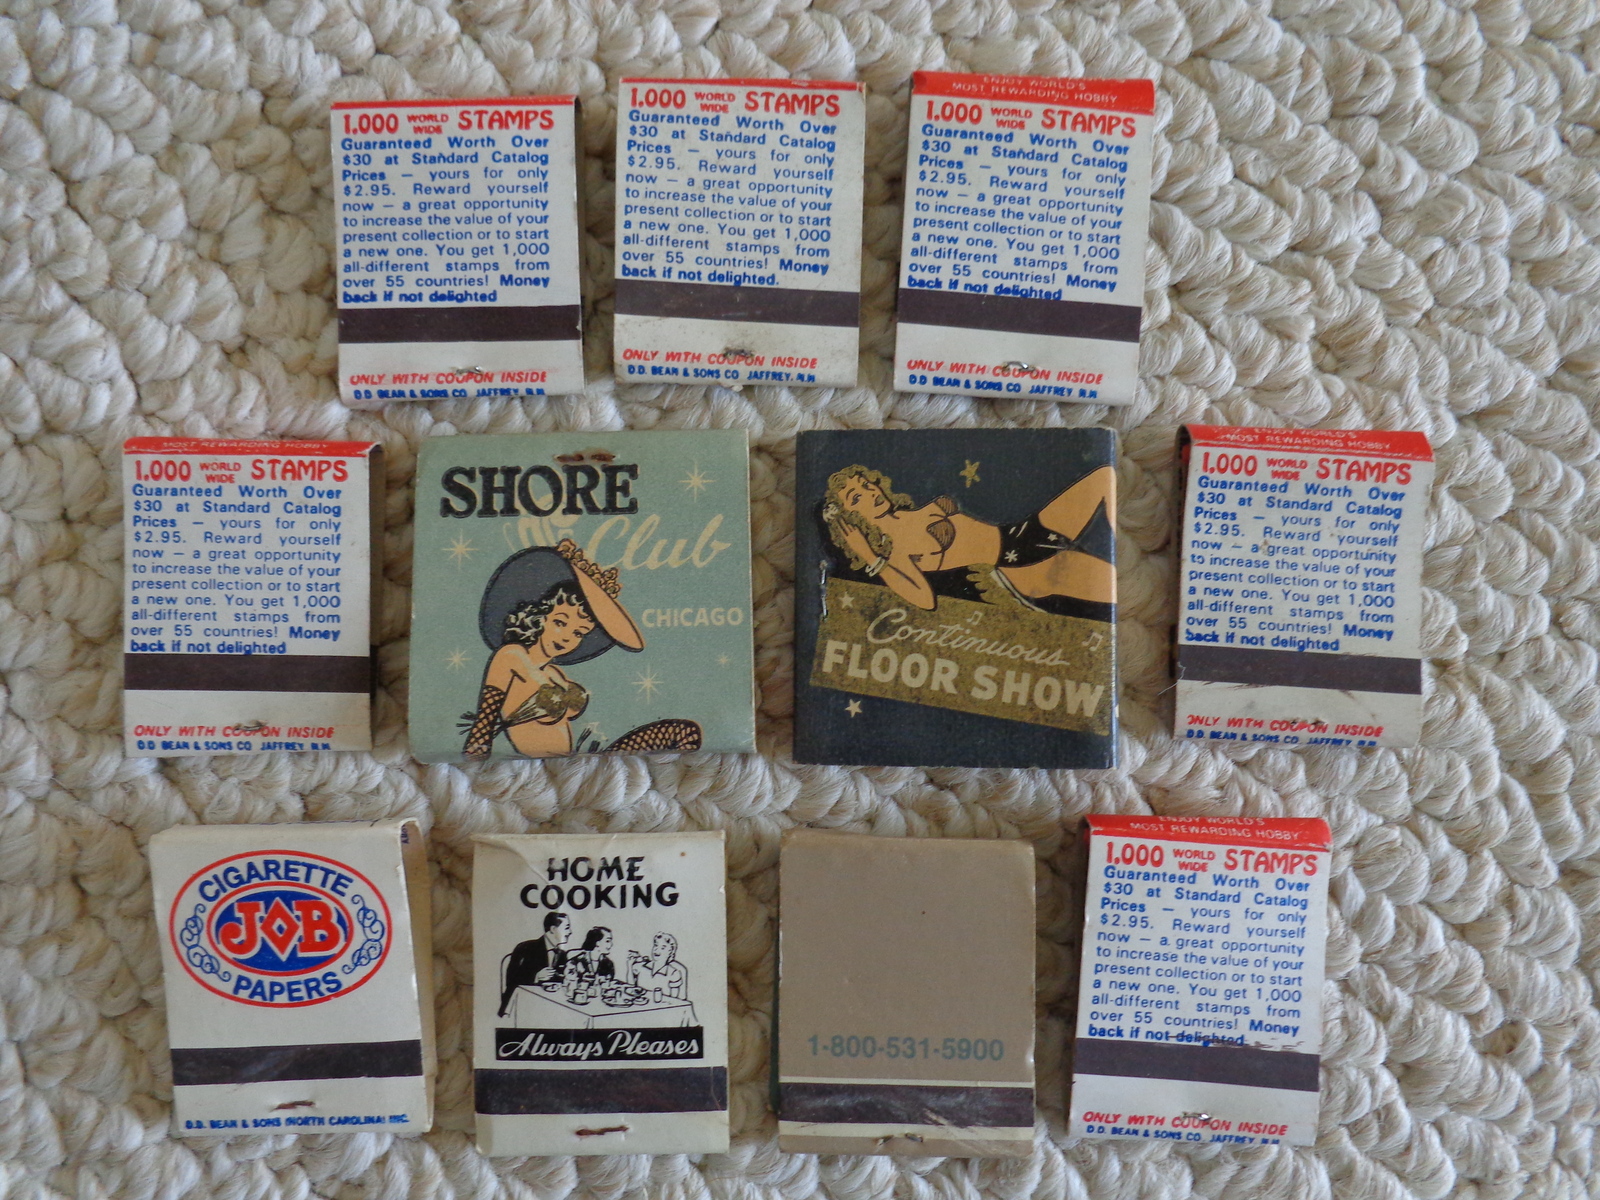 1.000 WORLD WIDE STAMPS
Guaranteed Worth Over
$30 at Standard Catalog
Prices — yours for only
$2.95. Reward yourself
now — a great opportunity
to increase the value of your
present collection or to start
a new one. You get 1,000
all-different stamps from
over 55 countries! Money
back if not delighted
ONLY WITH COUPON INSIDE
D.D. BEAN & SONS CO JAFFREY, N.H.
1.000 WORLD WIDE STAMPS
Guaranteed Worth Over
$30 at Standard Catalog
Prices — yours for only
$2.95. Reward yourself
now — a great opportunity
to increase the value of your
present collection or to start
a new one. You get 1,000
all-different stamps from
over 55 countries! Money
back if not delighted.
ONLY WITH COUPON INSIDE
D.D. BEAN & SONS CO JAFFREY, N.H.
ENJOY WORLD'S
MOST REWARDING HOBBY
1.000 WORLD WIDE STAMPS
Guaranteed Worth Over
$30 at Standard Catalog
Prices — yours for only
$2.95. Reward yourself
now — a great opportunity
to increase the value of your
present collection or to start
a new one. You get 1,000
all-different stamps from
over 55 countries! Money
back if not delighted
ONLY WITH COUPON INSIDE
D.D. BEAN & SONS CO JAFFREY, N.H.
MOST REWARDING HOBBY
1.000 WORLD WIDE STAMPS
Guaranteed Worth Over
$30 at Standard Catalog
Prices — yours for only
$2.95. Reward yourself
now — a great opportunity
to increase the value of your
present collection or to start
a new one. You get 1,000
all-different stamps from
over 55 countries! Money
back if not delighted
ONLY WITH COUPON INSIDE
D.D. BEAN & SONS CO JAFFREY, N.H.
SHORE
Club
CHICAGO
Continuous
FLOOR SHOW
ENJOY WORLD'S
MOST REWARDING HOBBY
1.000 WORLD WIDE STAMPS
Guaranteed Worth Over
$30 at Standard Catalog
Prices — yours for only
$2.95. Reward yourself
now — a great opportunity
to increase the value of your
present collection or to start
a new one. You get 1,000
all-different stamps from
over 55 countries! Money
back if not delighted
ONLY WITH COUPON INSIDE
D.D. BEAN & SONS CO JAFFREY, N.H.
CIGARETTE
JOB
PAPERS
D.D. BEAN & SONS (NORTH CAROLINA) INC.
HOME
COOKING
Always Pleases
1-800-531-5900
ENJOY WORLD'S
MOST REWARDING HOBBY
1.000 WORLD WIDE STAMPS
Guaranteed Worth Over
$30 at Standard Catalog
Prices — yours for only
$2.95. Reward yourself
now — a great opportunity
to increase the value of your
present collection or to start
a new one. You get 1,000
all-different stamps from
over 55 countries! Money
back if not delighted
ONLY WITH COUPON INSIDE
D.D. BEAN & SONS CO, JAFFREY, N.H.